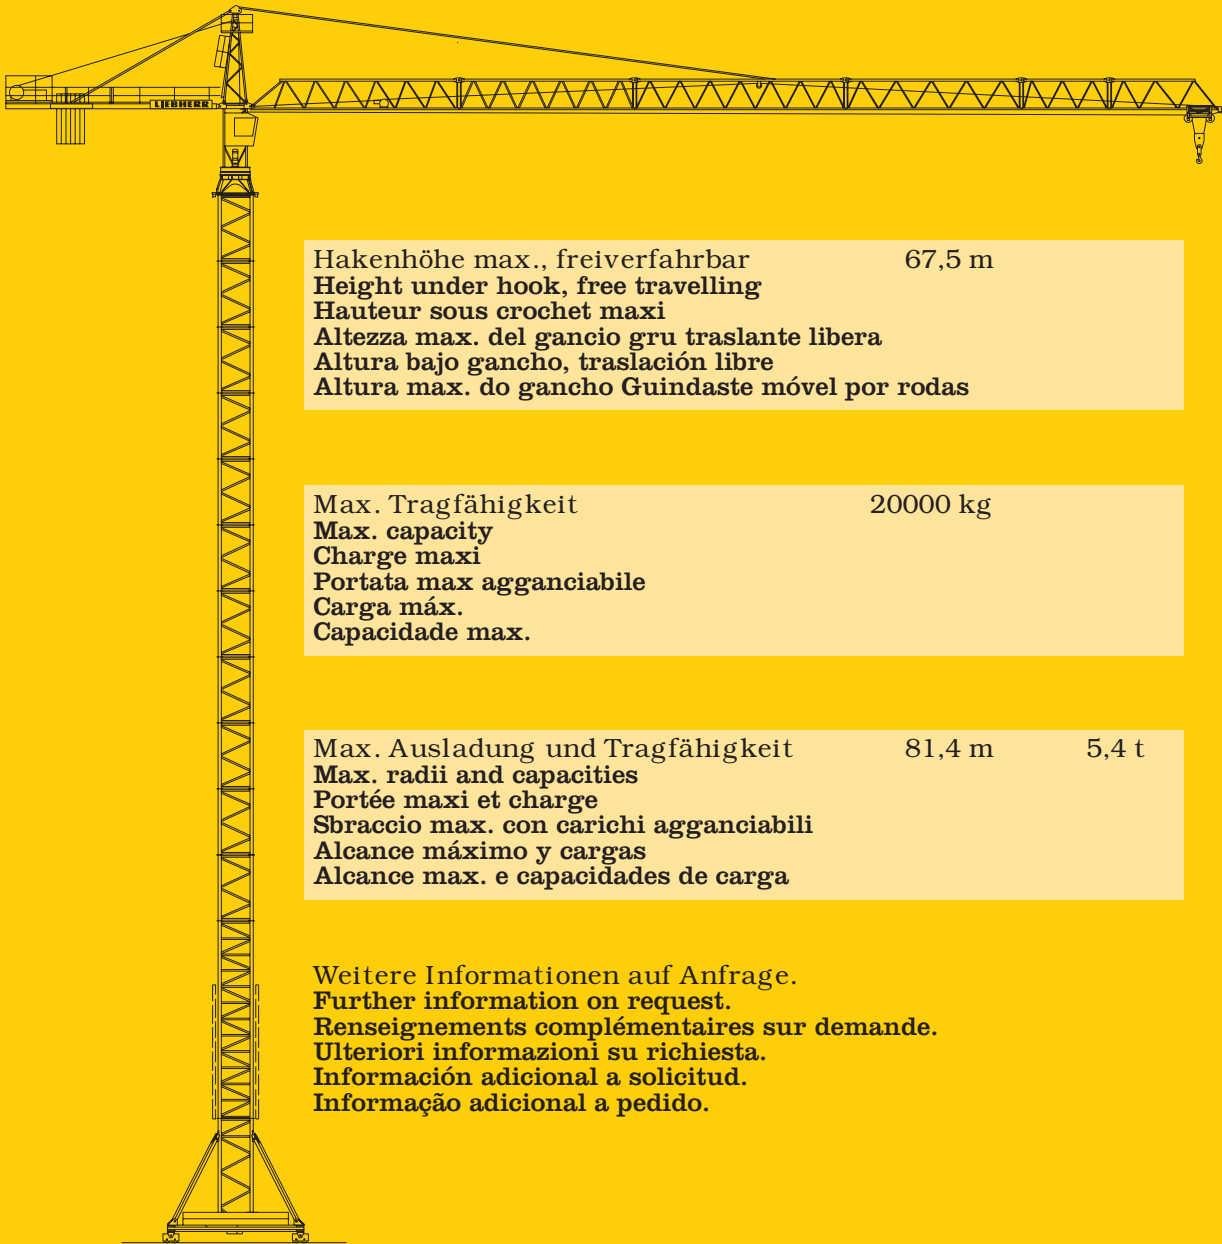 LIEBHERR
Hakenhöhe max., freiverfahrbar 67,5 m
Height under hook, free travelling
Hauteur sous crochet maxi
Altezza max. del gancio gru traslante libera
Altura bajo gancho, traslación libre
Altura max. do gancho Guindaste móvel por rodas
Max. Tragfähigkeit 20000 kg
Max. capacity
Charge maxi
Portata max agganciabile
Carga máx.
Capacidade max.
Max. Ausladung und Tragfähigkeit 81,4 m 5,4 t
Max. radii and capacities
Portée maxi et charge
Sbraccio max. con carichi agganciabili
Alcance máximo y cargas
Alcance max. e capacidades de carga
Weitere Informationen auf Anfrage.
Further information on request.
Renseignements complémentaires sur demande.
Ulteriori informazioni su richiesta.
Información adicional a solicitud.
Informação adicional a pedido.